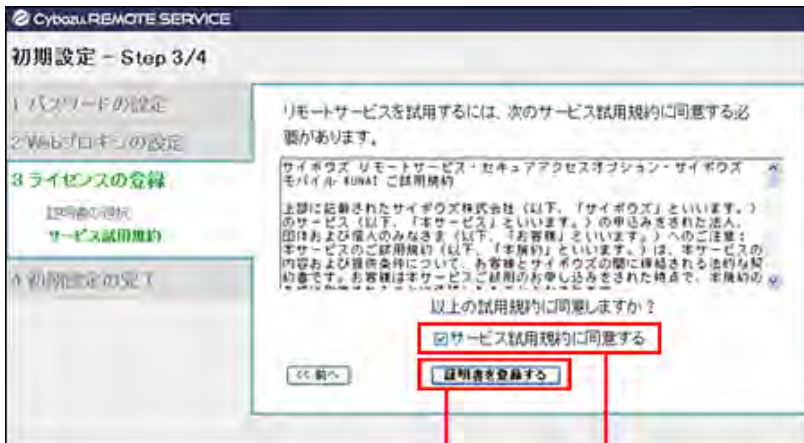 Cybozu REMOTE SERVICE
初期設定 - Step 3/4
1 パスワードの設定
2 Webプロキシの設定
3 ライセンスの登録
証明書の選択
サービス試用規約
4 初期設定の完了
リモートサービスを試用するには、次のサービス試用規約に同意する必
要があります。
サイボウズ リモートサービス・セキュアアクセスオプション・サイボウズ
モバイル KUNAI ご試用規約
上部に記載されたサイボウズ株式会社（以下、「サイボウズ」といいます。）
のサービス（以下、「本サービス」といいます。）の申込みをされた法人、
団体および個人のみなさま（以下、「お客様」といいます。）へのご注意：
本サービスのご試用規約（以下、「本規約」といいます。）は、本サービスの
内容および提供条件について、お客様とサイボウズの間に締結される法的な契
約書です。お客様は本サービスご試用のお申し込みをされた時点で、本規約の
以上の試用規約に同意しますか？
サービス試用規約に同意する
<< 前へ
証明書を登録する